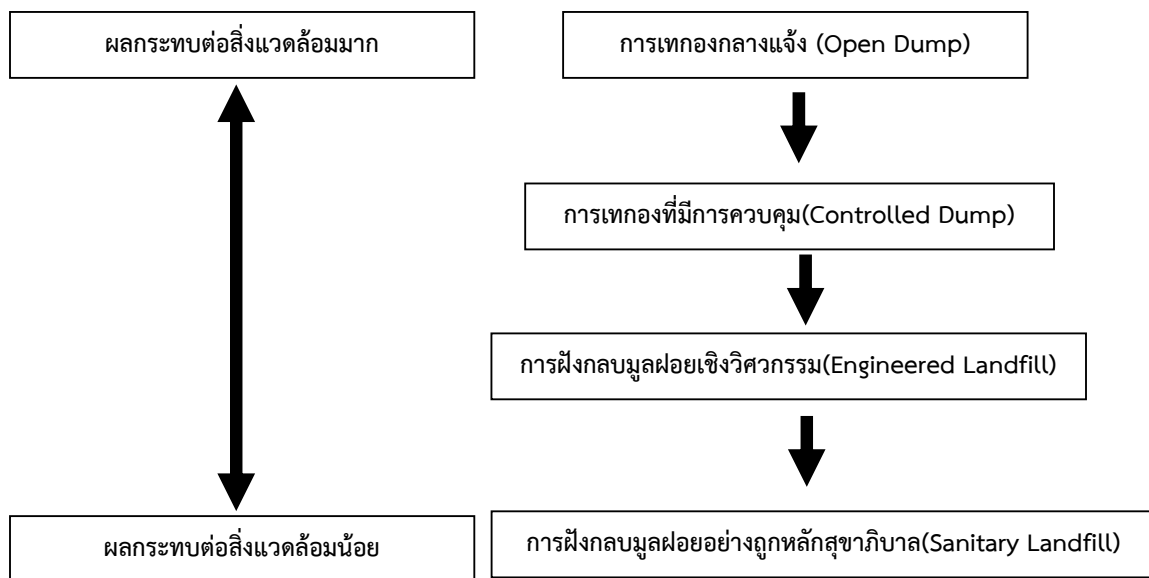 ผลกระทบต่อสิ่งแวดล้อมมาก
การเทกองกลางแจ้ง (Open Dump)
การเทกองที่มีการควบคุม(Controlled Dump)
การฝังกลบมูลฝอยเชิงวิศวกรรม(Engineered Landfill)
ผลกระทบต่อสิ่งแวดล้อมน้อย
การฝังกลบมูลฝอยอย่างถูกหลักสุขาภิบาล(Sanitary Landfill)